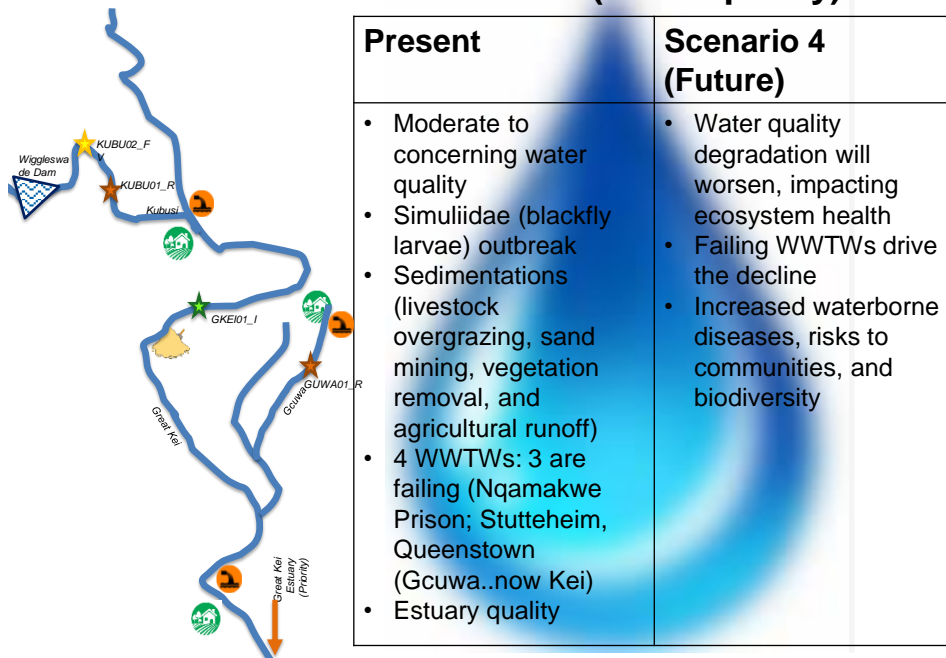 Present
Scenario 4
(Future)
• Moderate to
concerning water
quality
• Simuliidae (blackfly
larvae) outbreak
• Sedimentations
(livestock
overgrazing, sand
mining, vegetation
removal, and
agricultural runoff)
• 4 WWTWs: 3 are
failing (Nqamakwe
Prison; Stutteheim,
Queenstown
(Gcuwa..now Kei)
• Estuary quality
• Water quality
degradation will
worsen, impacting
ecosystem health
• Failing WWTWs drive
the decline
• Increased waterborne
diseases, risks to
communities, and
biodiversity
KUBU02_F
V
Wiggleswa
de Dam
KUBU01_R
Kubusi
GKEI01_I
GUWA01_R
Gcuwa
Great Kei
Great Kei
Estuary
(Priority)